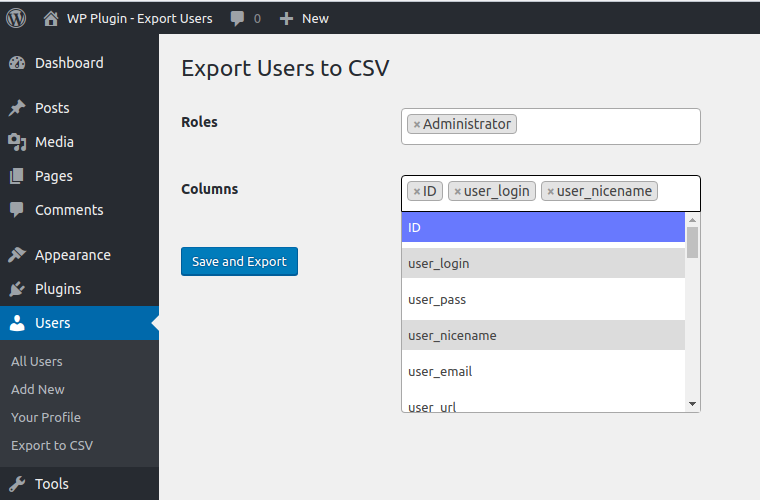 WP Plugin - Export Users 0 + New
Dashboard
Posts
Media
Pages
Comments
Appearance
Plugins
Users
All Users
Add New
Your Profile
Export to CSV
Tools
Export Users to CSV
Roles
×Administrator
Columns
×ID ×user_login ×user_nicename
ID
user_login
user_pass
user_nicename
user_email
user_url
Save and Export